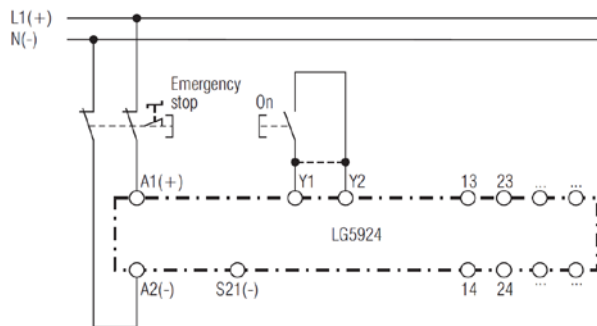 L1(+)
N(-)
Emergency
stop
On
A1(+)
Y1
Y2
13
23
...
...
LG5924
A2(-)
S21(-)
14
24
...
...